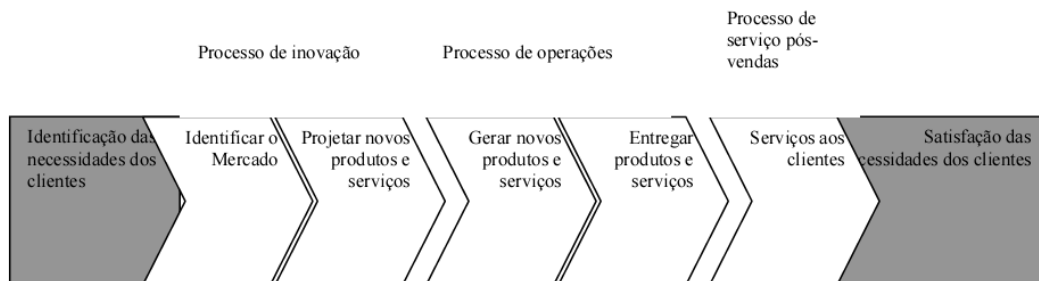 Processo de inovação
Processo de operações
Processo de
serviço pós-
vendas
Identificação das
necessidades dos
clientes
Identificar o
Mercado
Projetar novos
produtos e
serviços
Gerar novos
produtos e
serviços
Entregar
produtos e
serviços
Serviços aos
clientes
Satisfação das
cessidades dos clientes